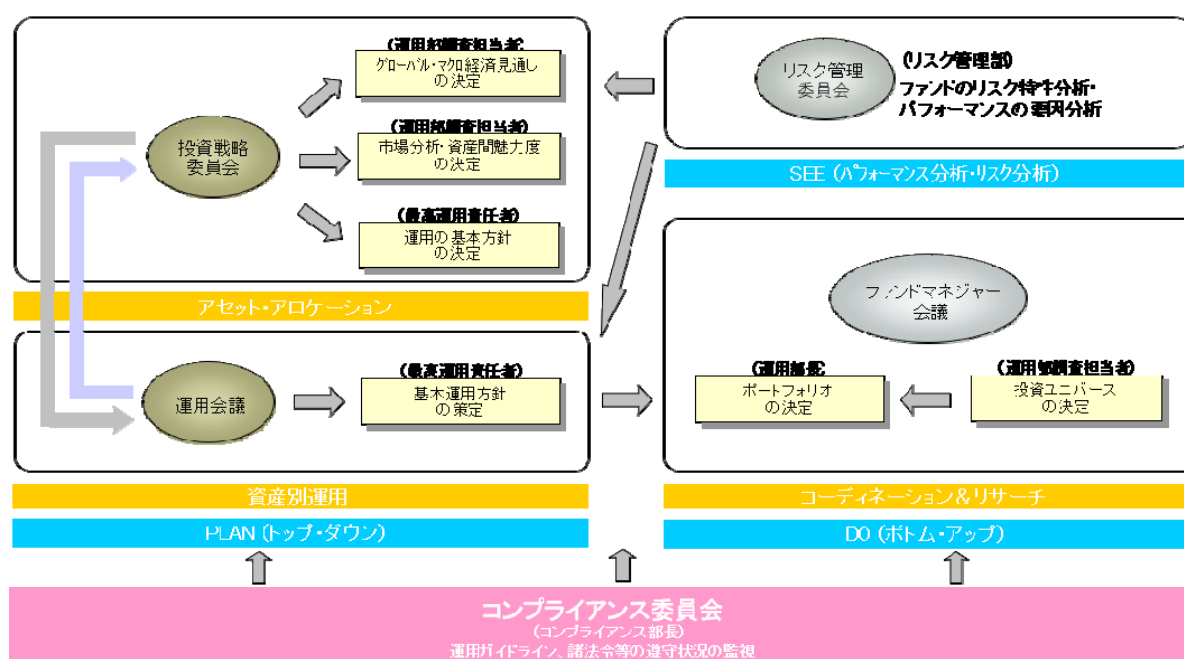 (運用部調査担当者)
グローバル・マクロ経済見通し
の決定
投資戦略
委員会
(運用部調査担当者)
市場分析・資産間魅力度
の決定
(最高運用責任者)
運用の基本方針
の決定
アセット・アロケーション
運用会議
(最高運用責任者)
基本運用方針
の策定
資産別運用
PLAN (トップ・ダウン)
リスク管理
委員会
(リスク管理部)
ファンドのリスク特性分析・
パフォーマンスの要因分析
SEE (パフォーマンス分析・リスク分析)
ファンドマネジャー
会議
(運用部長)
ポートフォリオ
の決定
(運用部調査担当者)
投資ユニバース
の決定
コーディネーション&リサーチ
DO (ボトム・アップ)
コンプライアンス委員会
(コンプライアンス部長)
運用ガイドライン、諸法令等の遵守状況の監視